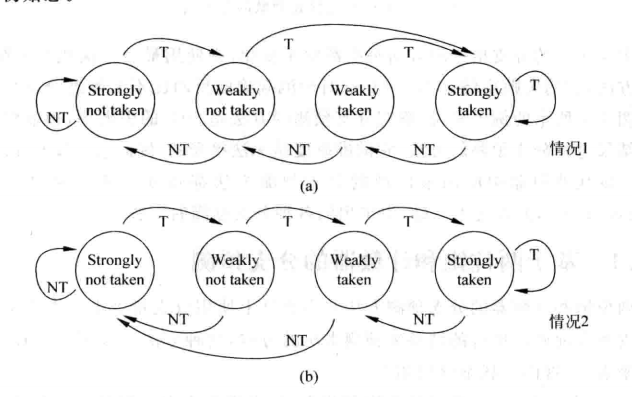 T
T
T
Strongly
not taken
Weakly
not taken
Weakly
taken
Strongly
taken
T
NT
NT
NT
NT
情况1
(a)
T
T
T
Strongly
not taken
Weakly
not taken
Weakly
taken
Strongly
taken
T
NT
NT
NT
NT
情况2
(b)